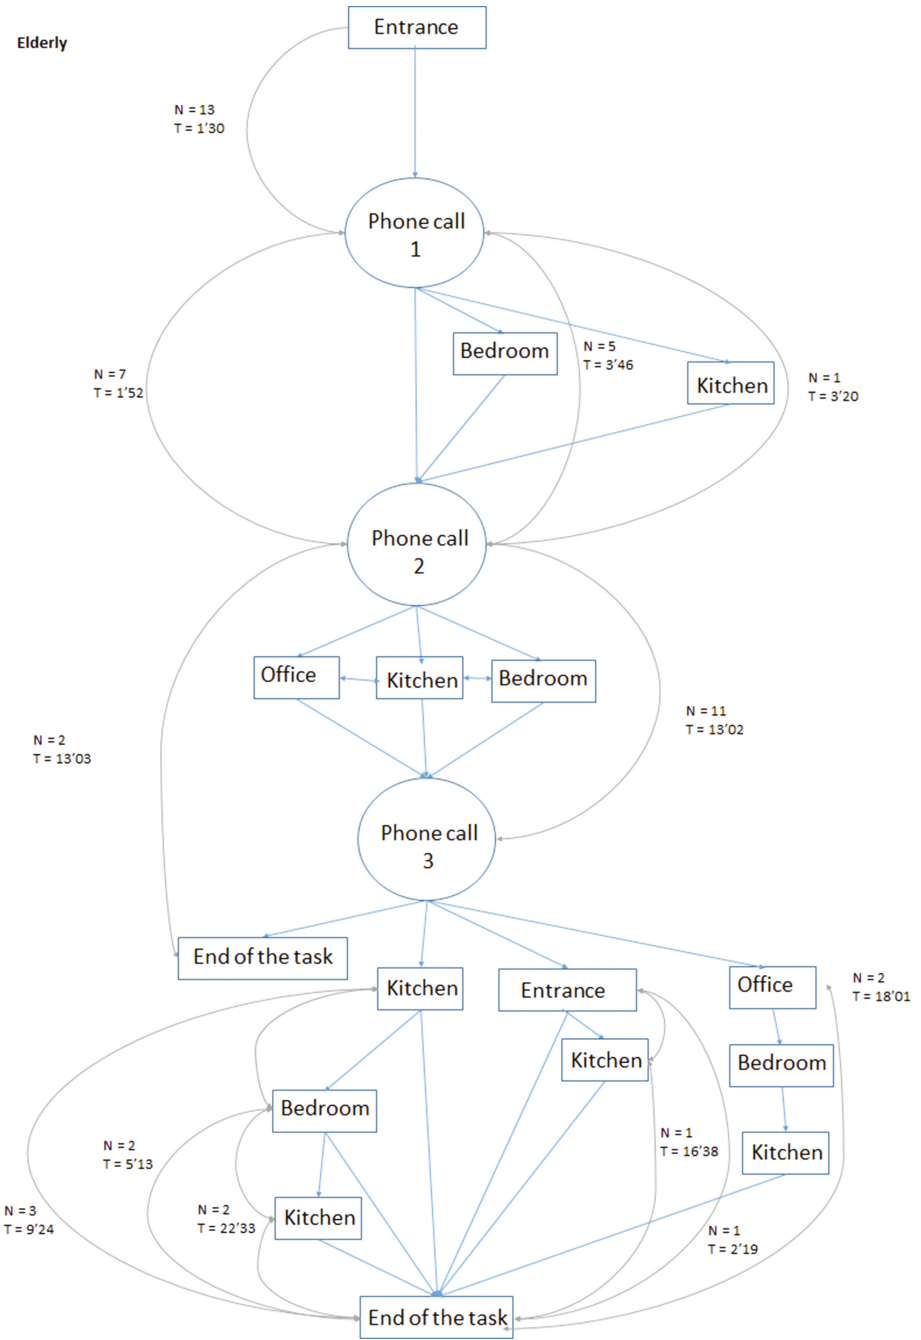 Entrance
Elderly
N = 13
T = 1’30
Phone call
1
Bedroom
N = 5
T = 3’46
N = 7
T = 1’52
Kitchen
N = 1
T = 3’20
Phone call
2
Office
Kitchen
Bedroom
N = 11
T = 13’02
N = 2
T = 13’03
Phone call
3
End of the task
Kitchen
Entrance
Office
N = 2
T = 18’01
Kitchen
Bedroom
Bedroom
N = 2
T = 5’13
N = 1
T = 16’38
Kitchen
N = 3
T = 9’24
N = 2
T = 22’33
Kitchen
N = 1
T = 2’19
End of the task